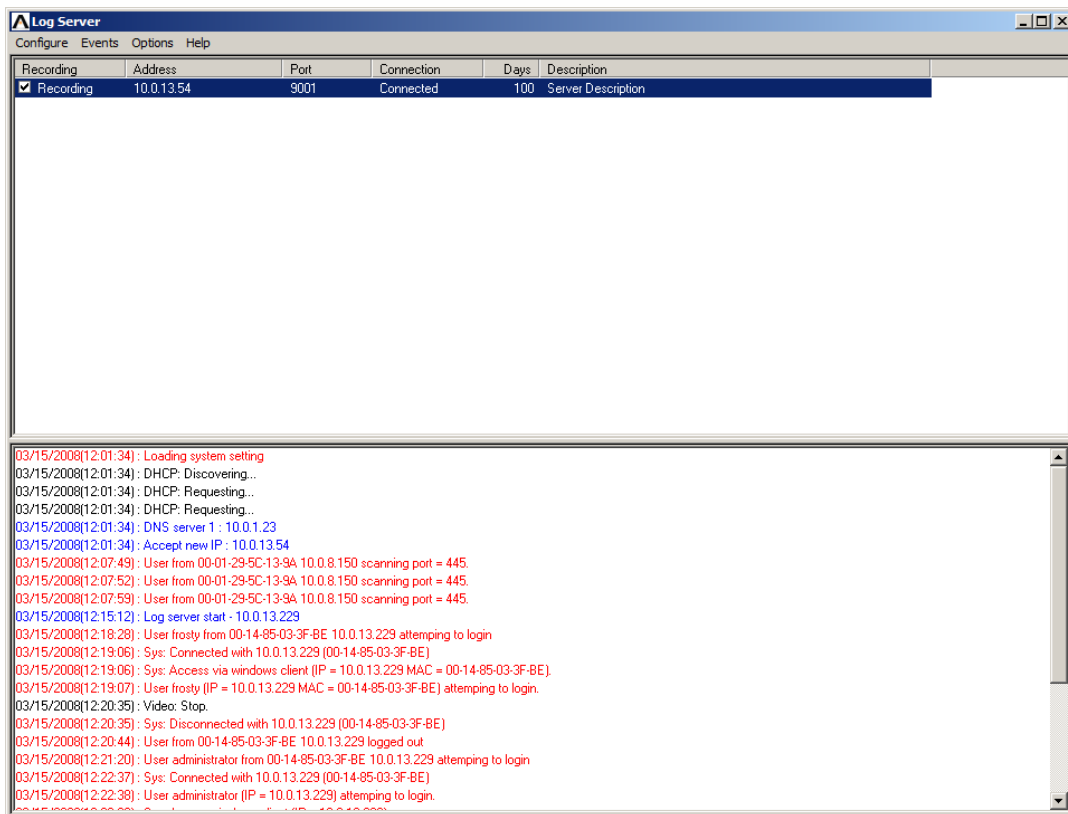 Log Server
Configure Events Options Help
Recording Address Port Connection Days Description
Recording 10.0.13.54 9001 Connected 100 Server Description
03/15/2008(12:01:34) : Loading system setting
03/15/2008(12:01:34) : DHCP: Discovering...
03/15/2008(12:01:34) : DHCP: Requesting...
03/15/2008(12:01:34) : DHCP: Requesting...
03/15/2008(12:01:34) : DNS server 1 : 10.0.1.23
03/15/2008(12:01:34) : Accept new IP : 10.0.13.54
03/15/2008(12:07:49) : User from 00-01-29-5C-13-9A 10.0.8.150 scanning port = 445.
03/15/2008(12:07:52) : User from 00-01-29-5C-13-9A 10.0.8.150 scanning port = 445.
03/15/2008(12:07:59) : User from 00-01-29-5C-13-9A 10.0.8.150 scanning port = 445.
03/15/2008(12:15:12) : Log server start - 10.0.13.229
03/15/2008(12:18:28) : User frosty from 00-14-85-03-3F-BE 10.0.13.229 attemping to login
03/15/2008(12:19:06) : Sys: Connected with 10.0.13.229 (00-14-85-03-3F-BE)
03/15/2008(12:19:06) : Sys: Access via windows client (IP = 10.0.13.229 MAC = 00-14-85-03-3F-BE).
03/15/2008(12:19:07) : User frosty (IP = 10.0.13.229 MAC = 00-14-85-03-3F-BE) attemping to login.
03/15/2008(12:20:35) : Video: Stop.
03/15/2008(12:20:35) : Sys: Disconnected with 10.0.13.229 (00-14-85-03-3F-BE)
03/15/2008(12:20:44) : User from 00-14-85-03-3F-BE 10.0.13.229 logged out
03/15/2008(12:21:20) : User administrator from 00-14-85-03-3F-BE 10.0.13.229 attemping to login
03/15/2008(12:22:37) : Sys: Connected with 10.0.13.229 (00-14-85-03-3F-BE)
03/15/2008(12:22:38) : User administrator (IP = 10.0.13.229) attemping to login.